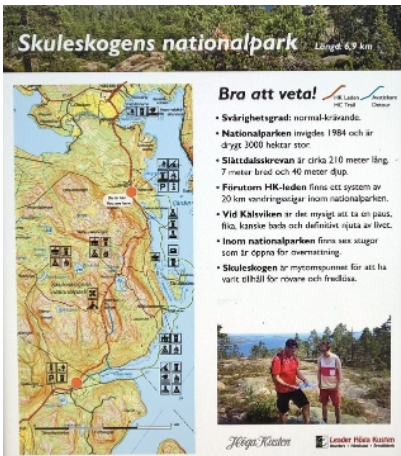 Skuleskogens nationalpark Längd: 6,9 km
Bra att veta!
HK Leden
HC Trail
Avstickare
Detour
• Svårighetsgrad: normal-krävande.
• Nationalparken invigdes 1984 och är
drygt 3000 hektar stor.
• Slåttdalsskrevan är cirka 210 meter lång,
7 meter bred och 40 meter djup.
• Förutom HK-leden finns ett system av
20 km vandringsstigar inom nationalparken.
• Vid Kälsviken är det mysigt att ta en paus,
fika, kanske bada och definitivt njuta av livet.
• Inom nationalparken finns sex stugor
som är öppna för övernattning.
• Skuleskogen är mytomspunnet för att ha
varit tillhåll för rövare och fredlösa.
Skuleskogens
nationalpark
Höga Kusten
Leader Höga Kusten